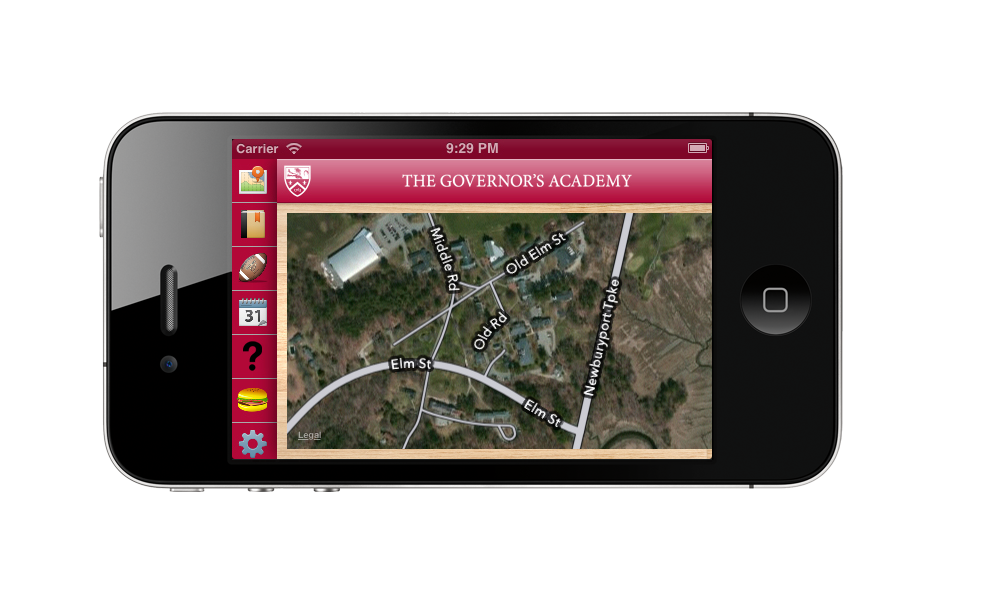 Carrier 9:29 PM
THE GOVERNOR'S ACADEMY
31
?
Middle Rd
Old Elm St
Old Rd
Newburyport Tpke
Elm St
Elm St
Legal